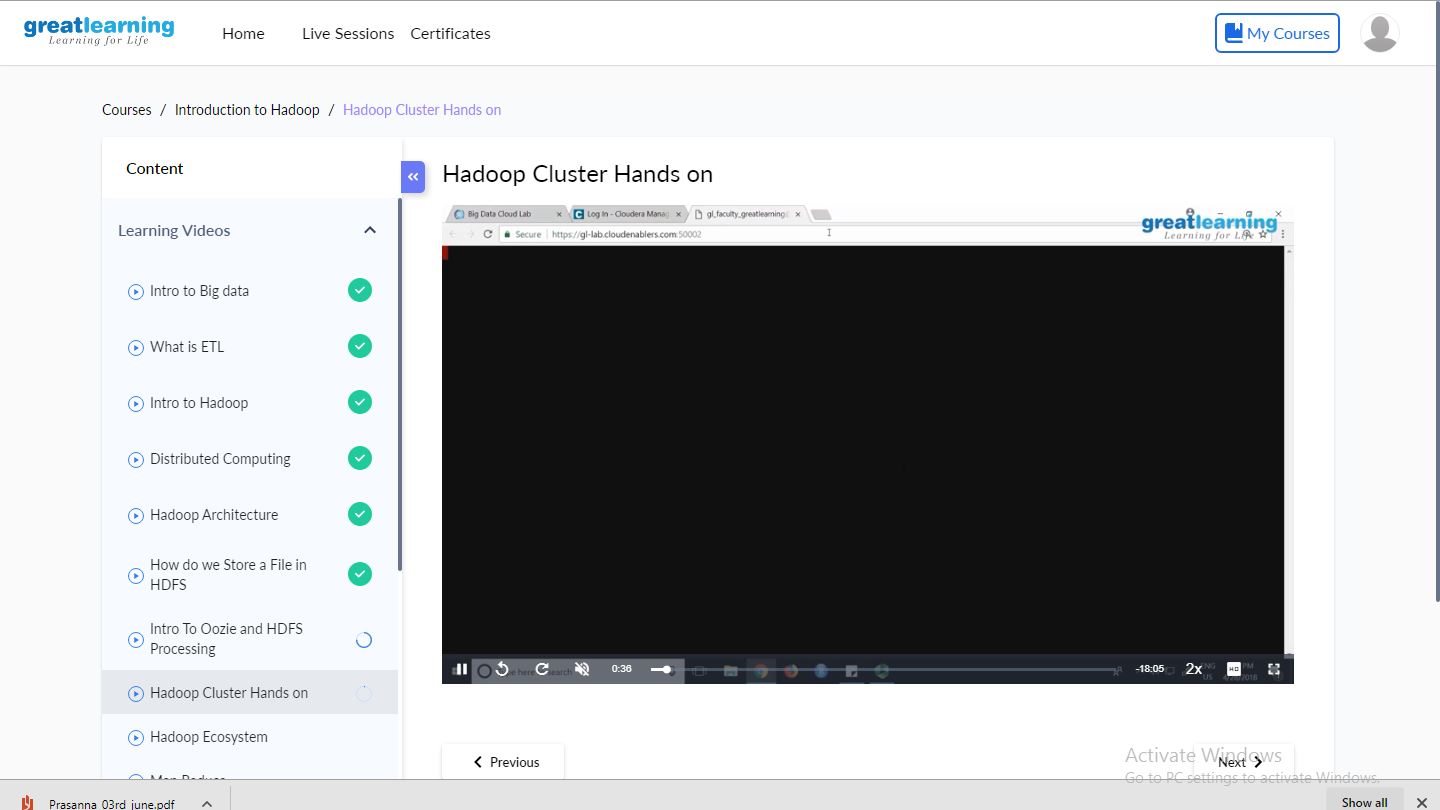 greatlearning
Learning for Life
Home
Live Sessions
Certificates
My Courses
Courses / Introduction to Hadoop / Hadoop Cluster Hands on
Content
Learning Videos
Intro to Big data
What is ETL
Intro to Hadoop
Distributed Computing
Hadoop Architecture
How do we Store a File in
HDFS
Intro To Oozie and HDFS
Processing
Hadoop Cluster Hands on
Hadoop Ecosystem
Hadoop Cluster Hands on
Big Data Cloud Lab
Log In - Cloudera Manag
gl_faculty_greatlearning
greatlearning
Learning for Life
Secure
https://gl-lab.cloudenablers.com:50002
0:36
-18:05
2x
HD
Previous
Next
Activate Windows
Go to PC settings to activate Windows.
Prasanna_03rd_june.pdf
Show all